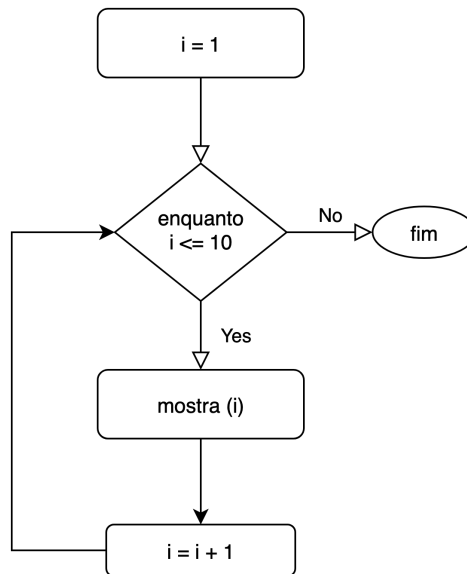 i = 1
enquanto
i <= 10
No
fim
Yes
mostra (i)
i = i + 1